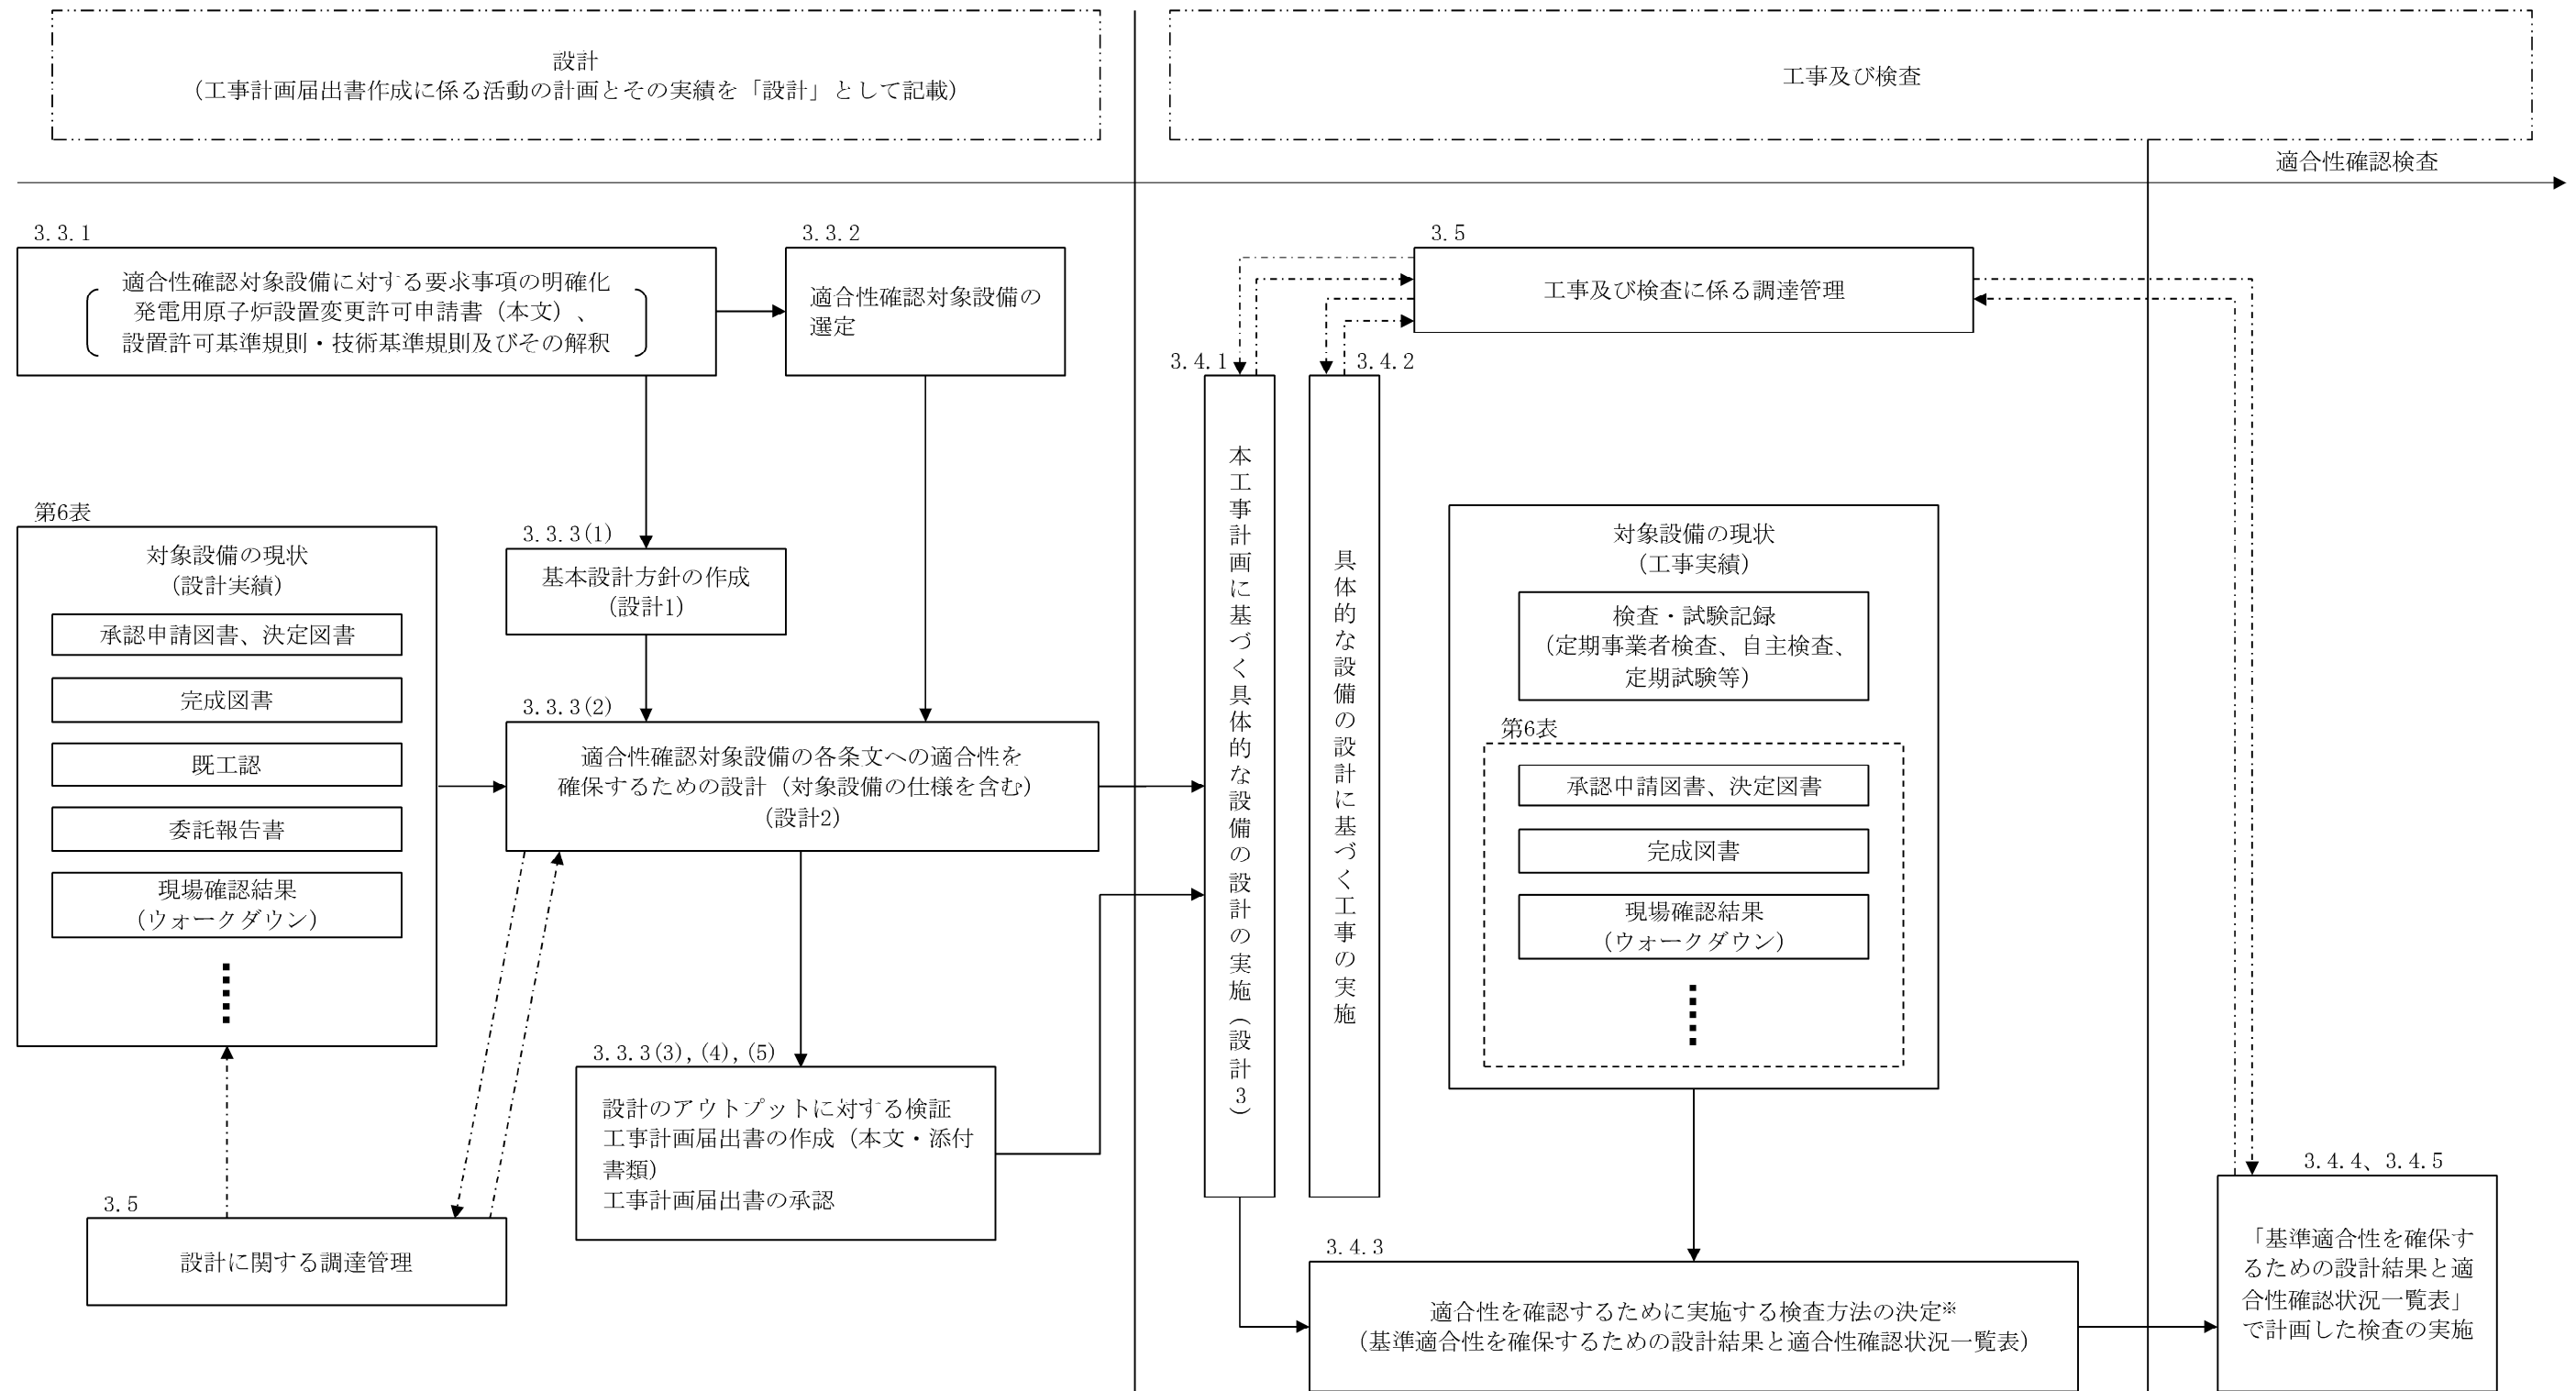 設計
（工事計画届出書作成に係る活動の計画とその実績を「設計」として記載）
工事及び検査
適合性確認検査
3.3.1
適合性確認対象設備に対する要求事項の明確化
発電用原子炉設置変更許可申請書（本文）、
設置許可基準規則・技術基準規則及びその解釈
3.3.2
適合性確認対象設備の
選定
第6表
対象設備の現状
（設計実績）
承認申請図書、決定図書
完成図書
既工認
委託報告書
現場確認結果
（ウォークダウン）
3.3.3(1)
基本設計方針の作成
（設計1）
3.3.3(2)
適合性確認対象設備の各条文への適合性を
確保するための設計（対象設備の仕様を含む）
（設計2）
3.3.3(3),(4),(5)
設計のアウトプットに対する検証
工事計画届出書の作成（本文・添付
書類）
工事計画届出書の承認
3.5
設計に関する調達管理
3.5
工事及び検査に係る調達管理
3.4.1
本工事計画に基づく具体的な設備の設計の実施（設計3）
3.4.2
具体的な設備の設計に基づく工事の実施
対象設備の現状
（工事実績）
検査・試験記録
（定期事業者検査、自主検査、
定期試験等）
第6表
承認申請図書、決定図書
完成図書
現場確認結果
（ウォークダウン）
3.4.3
適合性を確認するために実施する検査方法の決定※
（基準適合性を確保するための設計結果と適合性確認状況一覧表）
3.4.4、3.4.5
「基準適合性を確保す
るための設計結果と適
合性確認状況一覧表」
で計画した検査の実施